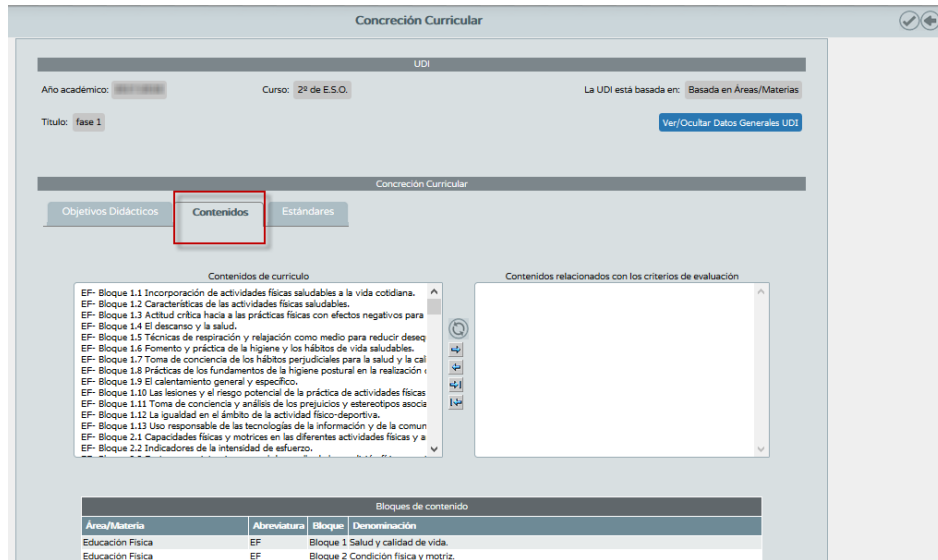 Concreción Curricular
UDI
Año académico:
Curso: 2º de E.S.O.
La UDI está basada en: Basada en Áreas/Materias
Título: fase 1
Ver/Ocultar Datos Generales UDI
Concreción Curricular
Objetivos Didácticos
Contenidos
Estándares
Contenidos de currículo
Contenidos relacionados con los criterios de evaluación
EF- Bloque 1.1 Incorporación de actividades físicas saludables a la vida cotidiana.
EF- Bloque 1.2 Características de las actividades físicas saludables.
EF- Bloque 1.3 Actitud crítica hacia a las prácticas físicas con efectos negativos para
EF- Bloque 1.4 El descanso y la salud.
EF- Bloque 1.5 Técnicas de respiración y relajación como medio para reducir deseq
EF- Bloque 1.6 Fomento y práctica de la higiene y los hábitos de vida saludables.
EF- Bloque 1.7 Toma de conciencia de los hábitos perjudiciales para la salud y la cal
EF- Bloque 1.8 Prácticas de los fundamentos de la higiene postural en la realización
EF- Bloque 1.9 El calentamiento general y específico.
EF- Bloque 1.10 Las lesiones y el riesgo potencial de la práctica de actividades físicas
EF- Bloque 1.11 Toma de conciencia y análisis de los prejuicios y estereotipos asocia
EF- Bloque 1.12 La igualdad en el ámbito de la actividad físico-deportiva.
EF- Bloque 1.13 Uso responsable de las tecnologías de la información y de la comun
EF- Bloque 2.1 Capacidades físicas y motrices en las diferentes actividades físicas y a
EF- Bloque 2.2 Indicadores de la intensidad de esfuerzo.
Bloques de contenido
Área/Materia Abreviatura Bloque Denominación
Educación Física EF Bloque 1 Salud y calidad de vida.
Educación Física EF Bloque 2 Condición física y motriz.